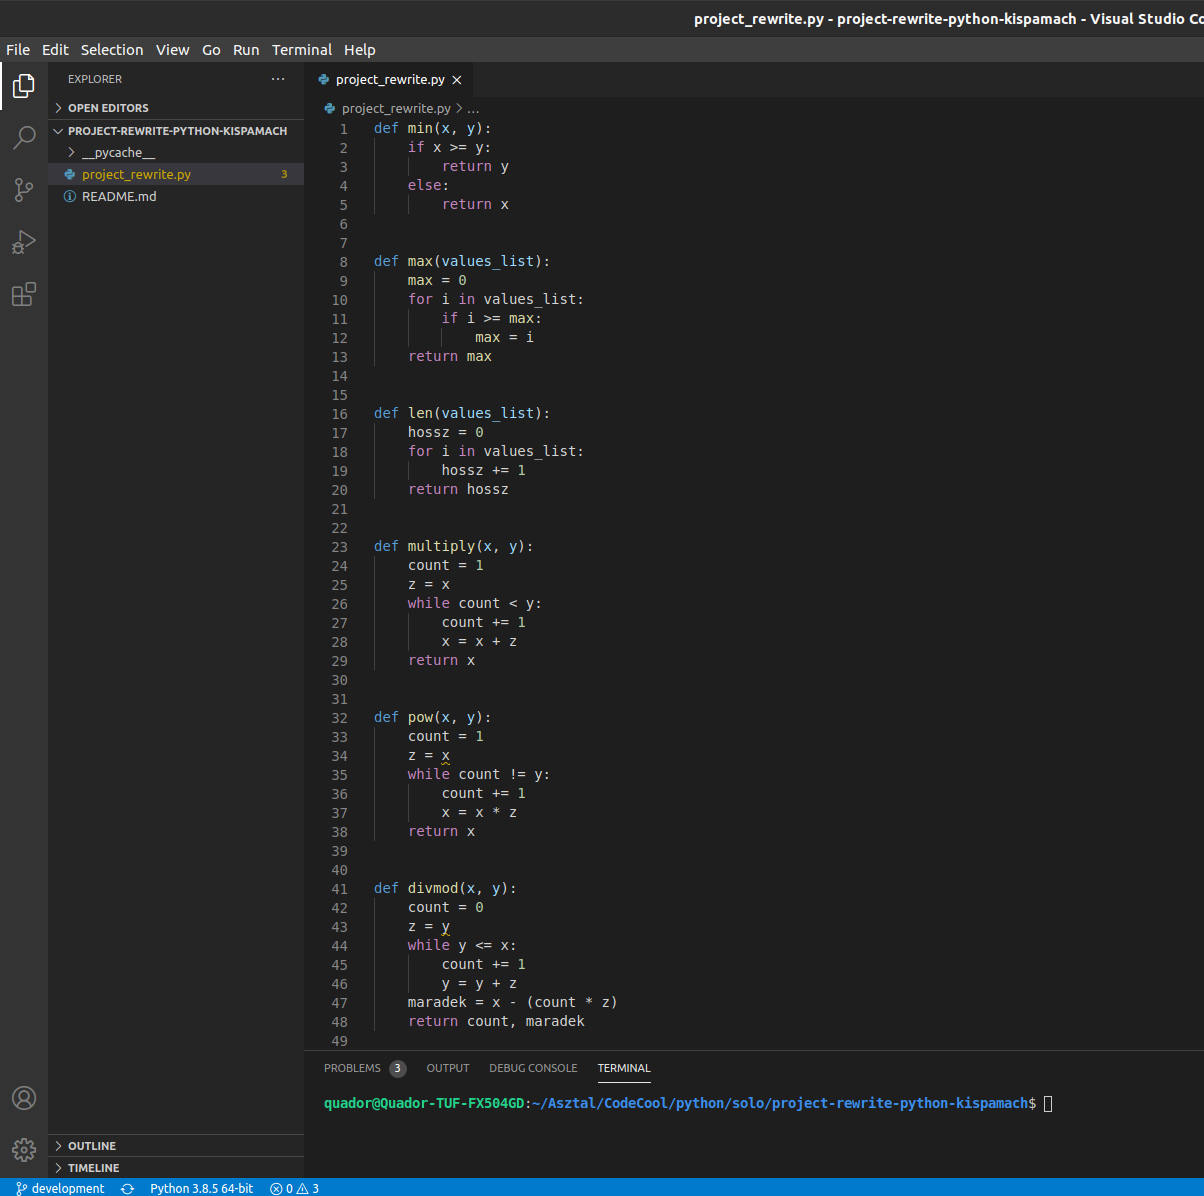 project_rewrite.py - project-rewrite-python-kispamach - Visual Studio Co
File Edit Selection View Go Run Terminal Help
EXPLORER ...
OPEN EDITORS
PROJECT-REWRITE-PYTHON-KISPAMACH
__pycache__
project_rewrite.py 3
README.md
OUTLINE
TIMELINE
project_rewrite.py
project_rewrite.py > ...
1 def min(x, y):
2     if x >= y:
3         return y
4     else:
5         return x
6
7
8 def max(values_list):
9     max = 0
10     for i in values_list:
11         if i >= max:
12             max = i
13     return max
14
15
16 def len(values_list):
17     hossz = 0
18     for i in values_list:
19         hossz += 1
20     return hossz
21
22
23 def multiply(x, y):
24     count = 1
25     z = x
26     while count < y:
27         count += 1
28         x = x + z
29     return x
30
31
32 def pow(x, y):
33     count = 1
34     z = x
35     while count != y:
36         count += 1
37         x = x * z
38     return x
39
40
41 def divmod(x, y):
42     count = 0
43     z = y
44     while y <= x:
45         count += 1
46         y = y + z
47     maradek = x - (count * z)
48     return count, maradek
49
PROBLEMS 3 OUTPUT DEBUG CONSOLE TERMINAL
quador@Quador-TUF-FX504GD:~/Asztal/CodeCool/python/solo/project-rewrite-python-kispamach$
development Python 3.8.5 64-bit 0 3